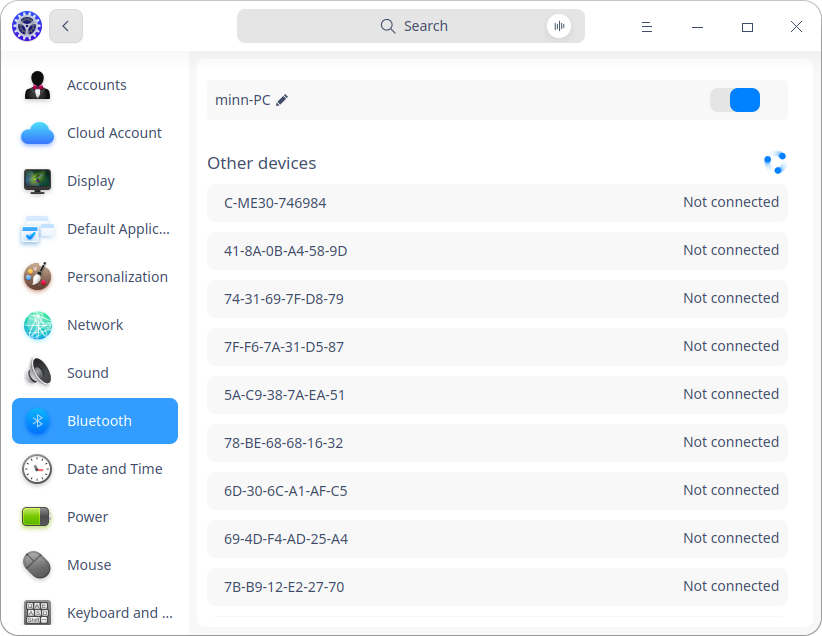 Search
Accounts
Cloud Account
Display
Default Applic...
Personalization
Network
Sound
Bluetooth
Date and Time
Power
Mouse
Keyboard and ...
minn-PC
Other devices
C-ME30-746984 Not connected
41-8A-0B-A4-58-9D Not connected
74-31-69-7F-D8-79 Not connected
7F-F6-7A-31-D5-87 Not connected
5A-C9-38-7A-EA-51 Not connected
78-BE-68-68-16-32 Not connected
6D-30-6C-A1-AF-C5 Not connected
69-4D-F4-AD-25-A4 Not connected
7B-B9-12-E2-27-70 Not connected